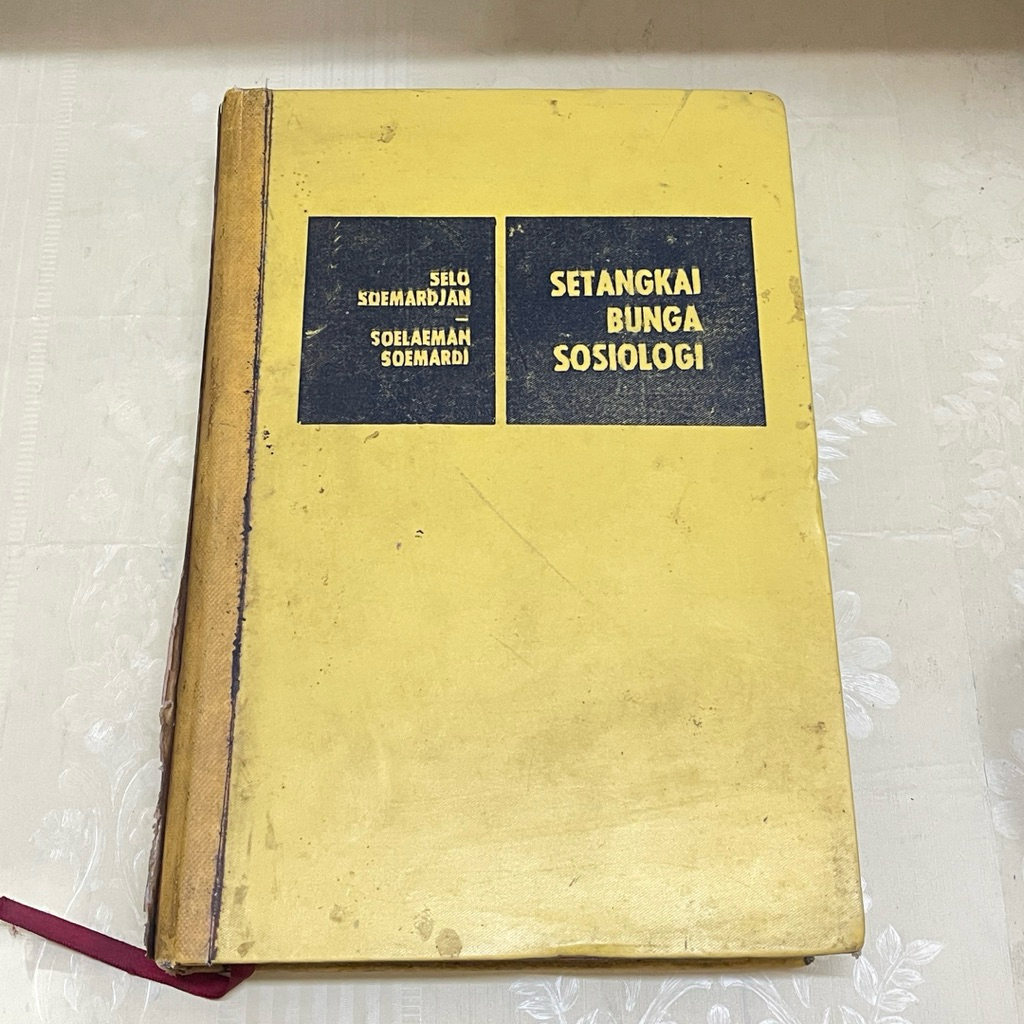 SELO
SOEMARDJAN
—
SOELAEMAN
SOEMARDI
SETANGKAI
BUNGA
SOSIOLOGI